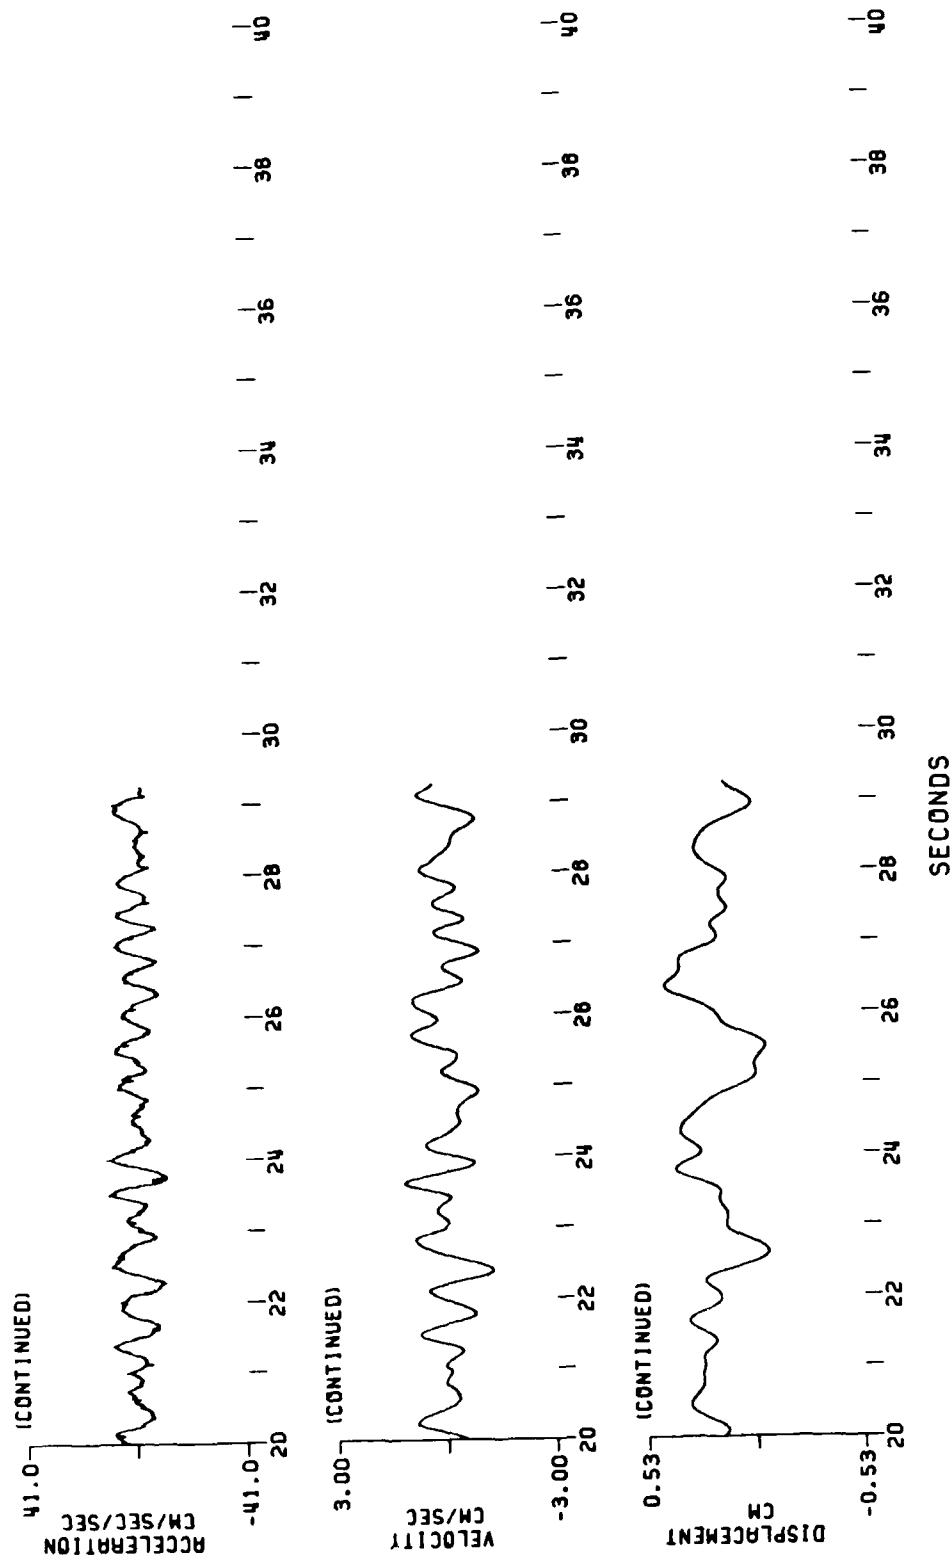 (CONTINUED)
41.0
-41.0
ACCELERATION
CM/SEC/SEC
20 22 24 26 28 30 32 34 36 38 40
(CONTINUED)
3.00
-3.00
VELOCITY
CM/SEC
20 22 24 26 28 30 32 34 36 38 40
(CONTINUED)
0.53
-0.53
DISPLACEMENT
CM
20 22 24 26 28 30 32 34 36 38 40
SECONDS